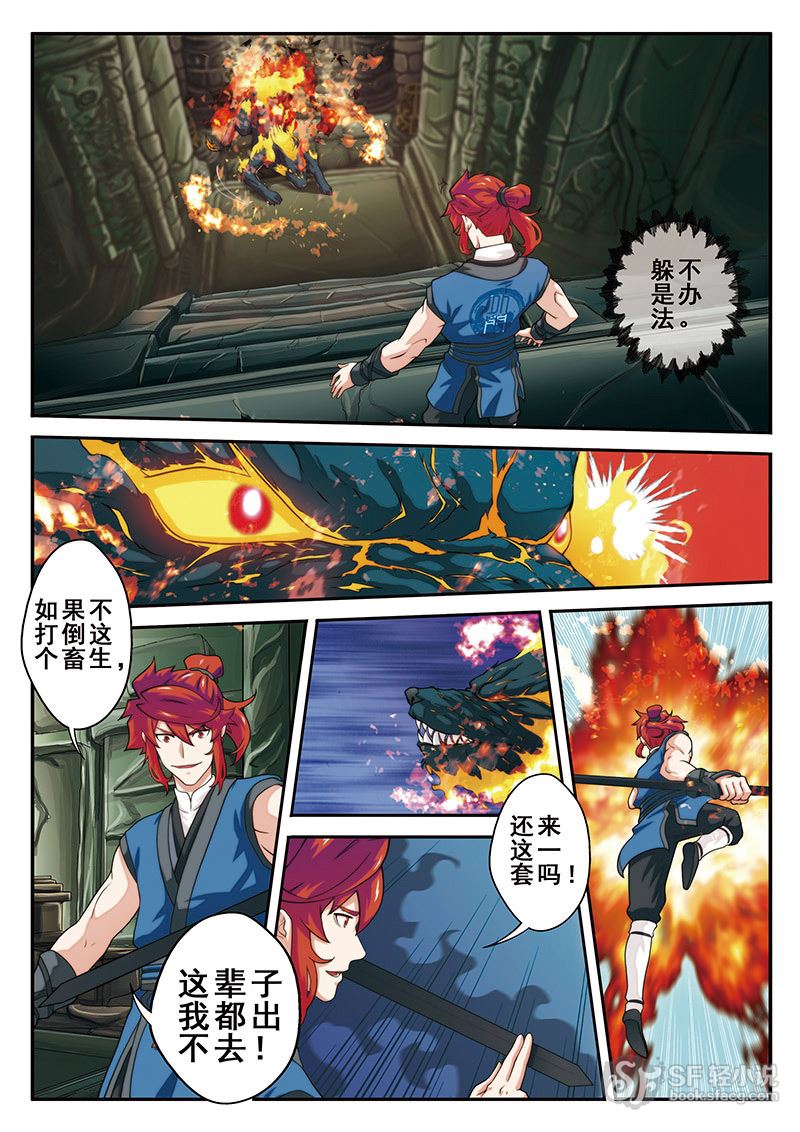 躲不
是办
法。
如果不
打倒这
个畜生,
这辈子
我都出
不去！
还来
这一
套吗！
SF轻小说
book.sfacg.com